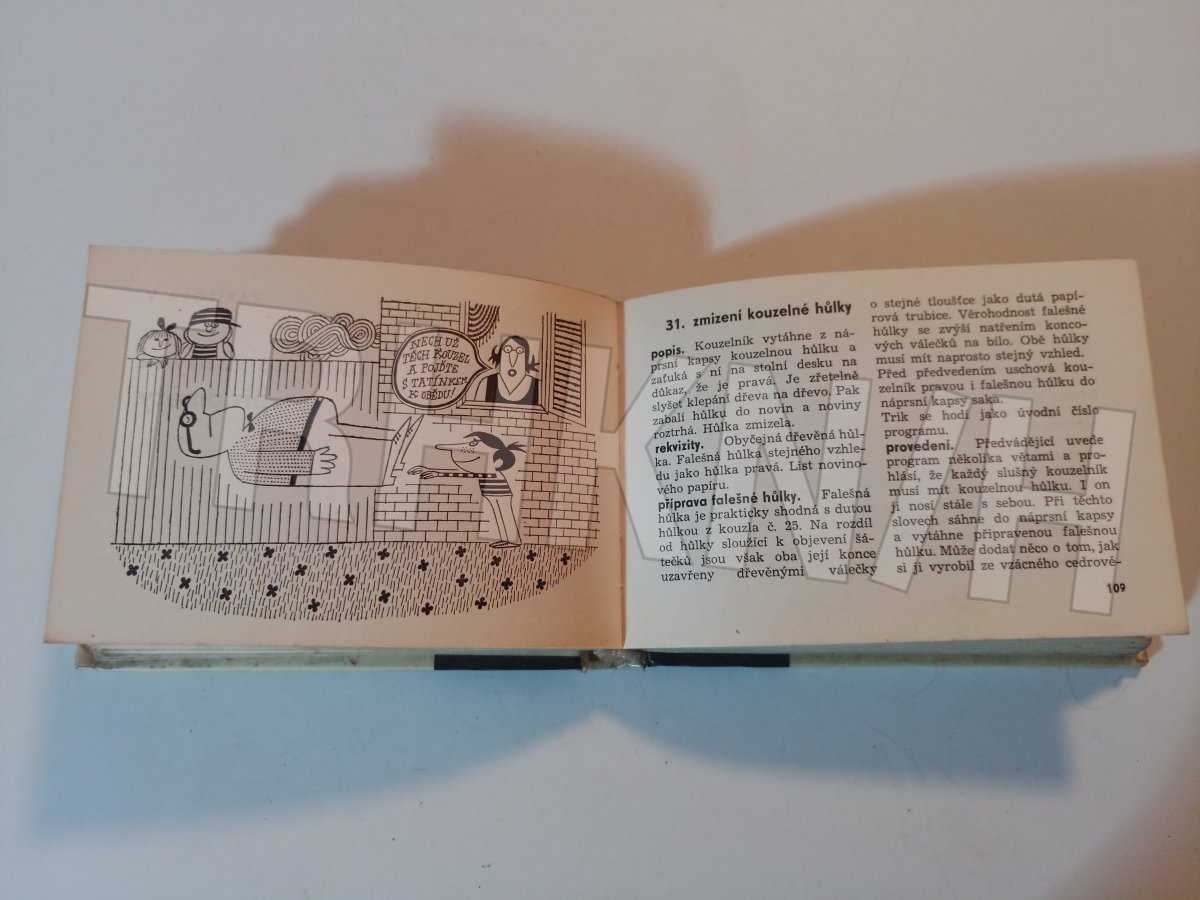 NECH UŽ
TĚCH KOUZEL
A POJĎTE
S TATÍNKEM
K OBĚDU!
31. zmizení kouzelné hůlky
popis. Kouzelník vytáhne z ná-
prsní kapsy kouzelnou hůlku a
zaťuká s ní na stolní desku na
důkaz, že je pravá. Je zřetelně
slyšet klepání dřeva na dřevo. Pak
zabalí hůlku do novin a noviny
roztrhá. Hůlka zmizela.
rekvizity. Obyčejná dřevěná hůl-
ka. Falešná hůlka stejného vzhle-
du jako hůlka pravá. List novino-
vého papíru.
příprava falešné hůlky. Falešná
hůlka je prakticky shodná s dutou
hůlkou z kouzla č. 25. Na rozdíl
od hůlky sloužící k objevení šá-
tečků jsou však oba její konce
uzavřeny dřevěnými válečky
o stejné tloušťce jako dutá papí-
rová trubice. Věrohodnost falešné
hůlky se zvýší natřením konco-
vých válečků na bílo. Obě hůlky
musí mít naprosto stejný vzhled.
Před předvedením uschová kou-
zelník pravou i falešnou hůlku do
náprsní kapsy saka.
Trik se hodí jako úvodní číslo
programu.
provedení. Předvádějící uvede
program několika větami a pro-
hlásí, že každý slušný kouzelník
musí mít kouzelnou hůlku. I on
ji nosí stále s sebou. Při těchto
slovech sáhne do náprsní kapsy
a vytáhne připravenou falešnou
hůlku. Může dodat něco o tom, jak
si ji vyrobil ze vzácného cedrové-
109